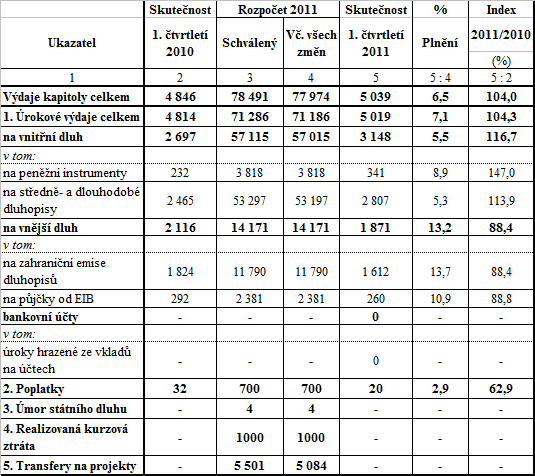 Ukazatel Skutečnost 1. čtvrtletí 2010 Rozpočet 2011 Schválený Vč. všech změn Skutečnost 1. čtvrtletí 2011 % Plnění Index 2011/2010 (%)
1 2 3 4 5 5 : 4 5 : 2
Výdaje kapitoly celkem 4 846 78 491 77 974 5 039 6,5 104,0
1. Úrokové výdaje celkem 4 814 71 286 71 186 5 019 7,1 104,3
na vnitřní dluh 2 697 57 115 57 015 3 148 5,5 116,7
v tom:
na peněžní instrumenty 232 3 818 3 818 341 8,9 147,0
na středně- a dlouhodobé dluhopisy 2 465 53 297 53 197 2 807 5,3 113,9
na vnější dluh 2 116 14 171 14 171 1 871 13,2 88,4
v tom:
na zahraniční emise dluhopisů 1 824 11 790 11 790 1 612 13,7 88,4
na půjčky od EIB 292 2 381 2 381 260 10,9 88,8
bankovní účty - - - 0 - -
v tom:
úroky hrazené ze vkladů na účtech - - - 0 - -
2. Poplatky 32 700 700 20 2,9 62,9
3. Úmor státního dluhu - 4 4 - - -
4. Realizovaná kurzová ztráta - 1000 1000 - - -
5. Transfery na projekty - 5 501 5 084 - - -